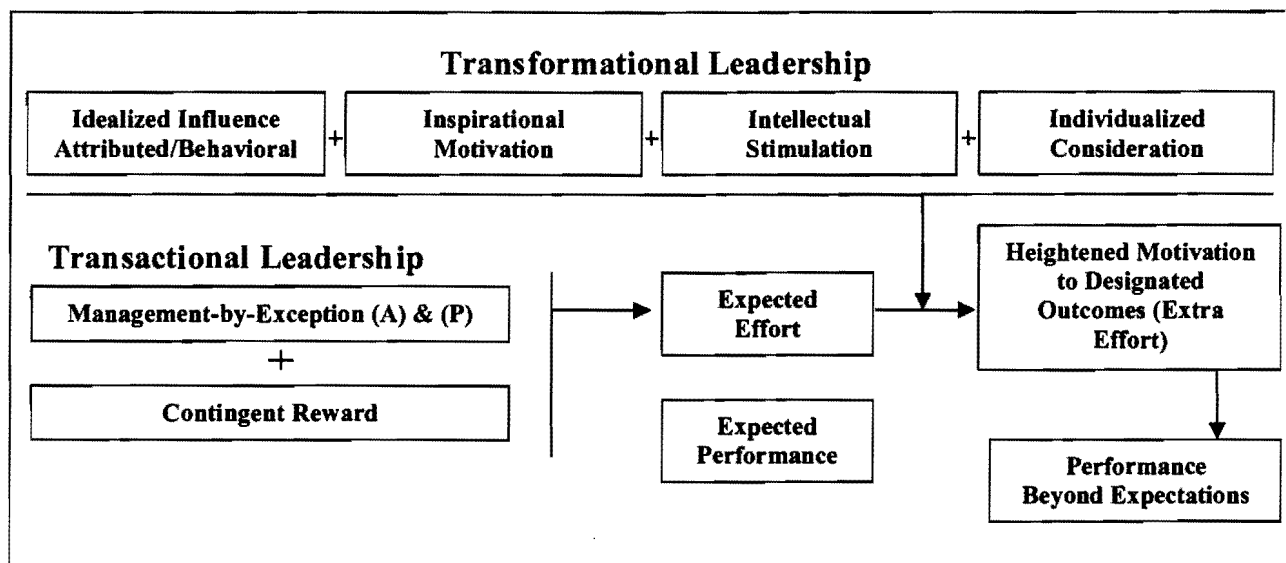 Transformational Leadership
Idealized Influence
Attributed/Behavioral
+
Inspirational
Motivation
+
Intellectual
Stimulation
+
Individualized
Consideration
Transactional Leadership
Management-by-Exception (A) & (P)
+
Contingent Reward
Expected
Effort
Expected
Performance
Heightened Motivation
to Designated
Outcomes (Extra
Effort)
Performance
Beyond Expectations